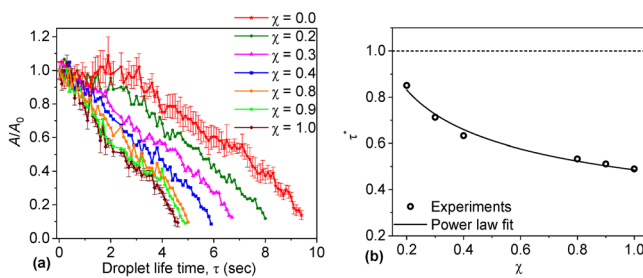 χ = 0.0
χ = 0.2
χ = 0.3
χ = 0.4
χ = 0.8
χ = 0.9
χ = 1.0
1.2
1.0
0.8
0.6
0.4
0.2
0.0
A/A0
0 2 4 6 8 10
Droplet life time, τ (sec)
(a)
1.2
1.0
0.8
0.6
0.4
0.2
τ*
Experiments
Power law fit
0.2 0.4 0.6 0.8 1.0
χ
(b)